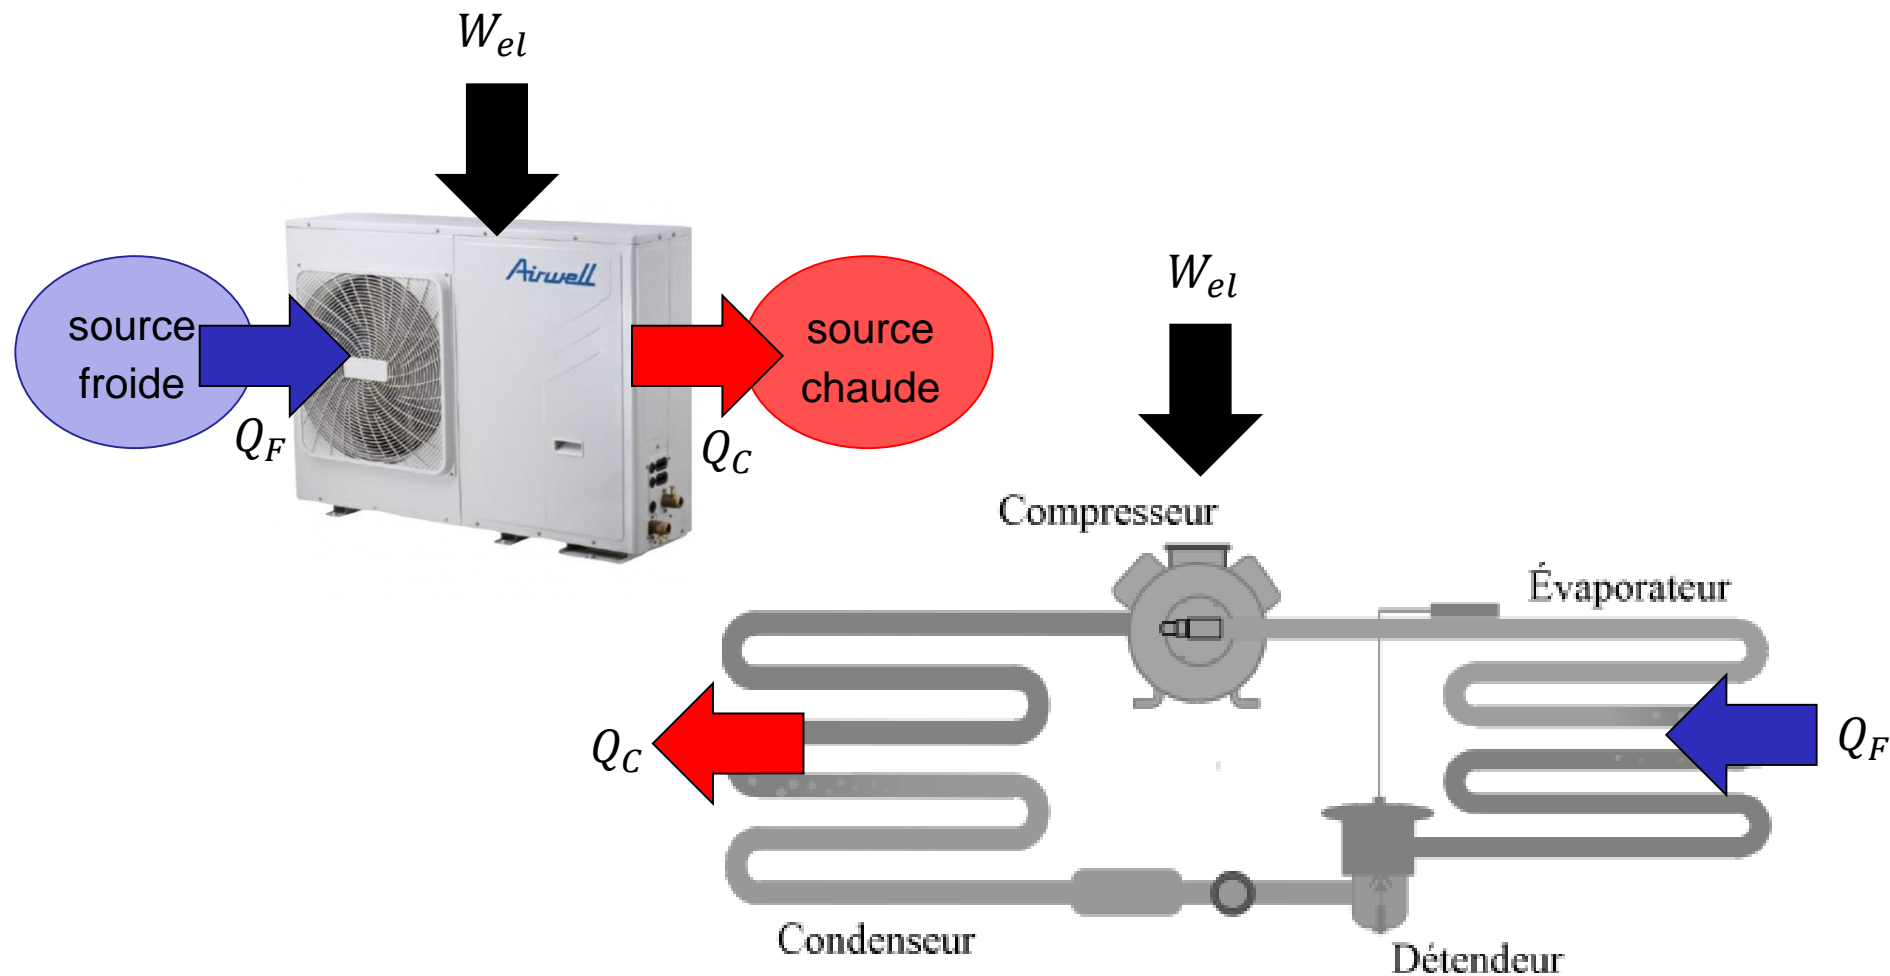 W_el
Airwell
source
froide
Q_F
Q_C
source
chaude
W_el
Compresseur
Évaporateur
Q_C
Q_F
Condenseur
Détendeur